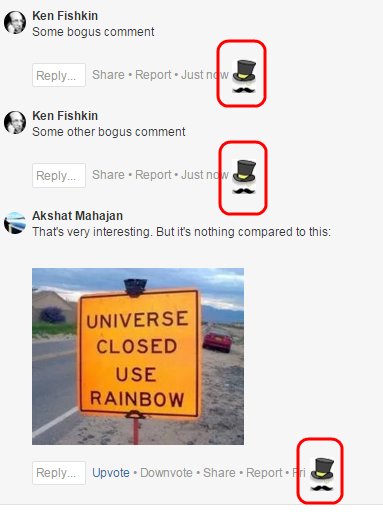 Ken Fishkin
Some bogus comment
Reply... Share • Report • Just now
Ken Fishkin
Some other bogus comment
Reply... Share • Report • Just now
Akshat Mahajan
That's very interesting. But it's nothing compared to this:
UNIVERSE
CLOSED
USE
RAINBOW
Reply... Upvote • Downvote • Share • Report • Fri